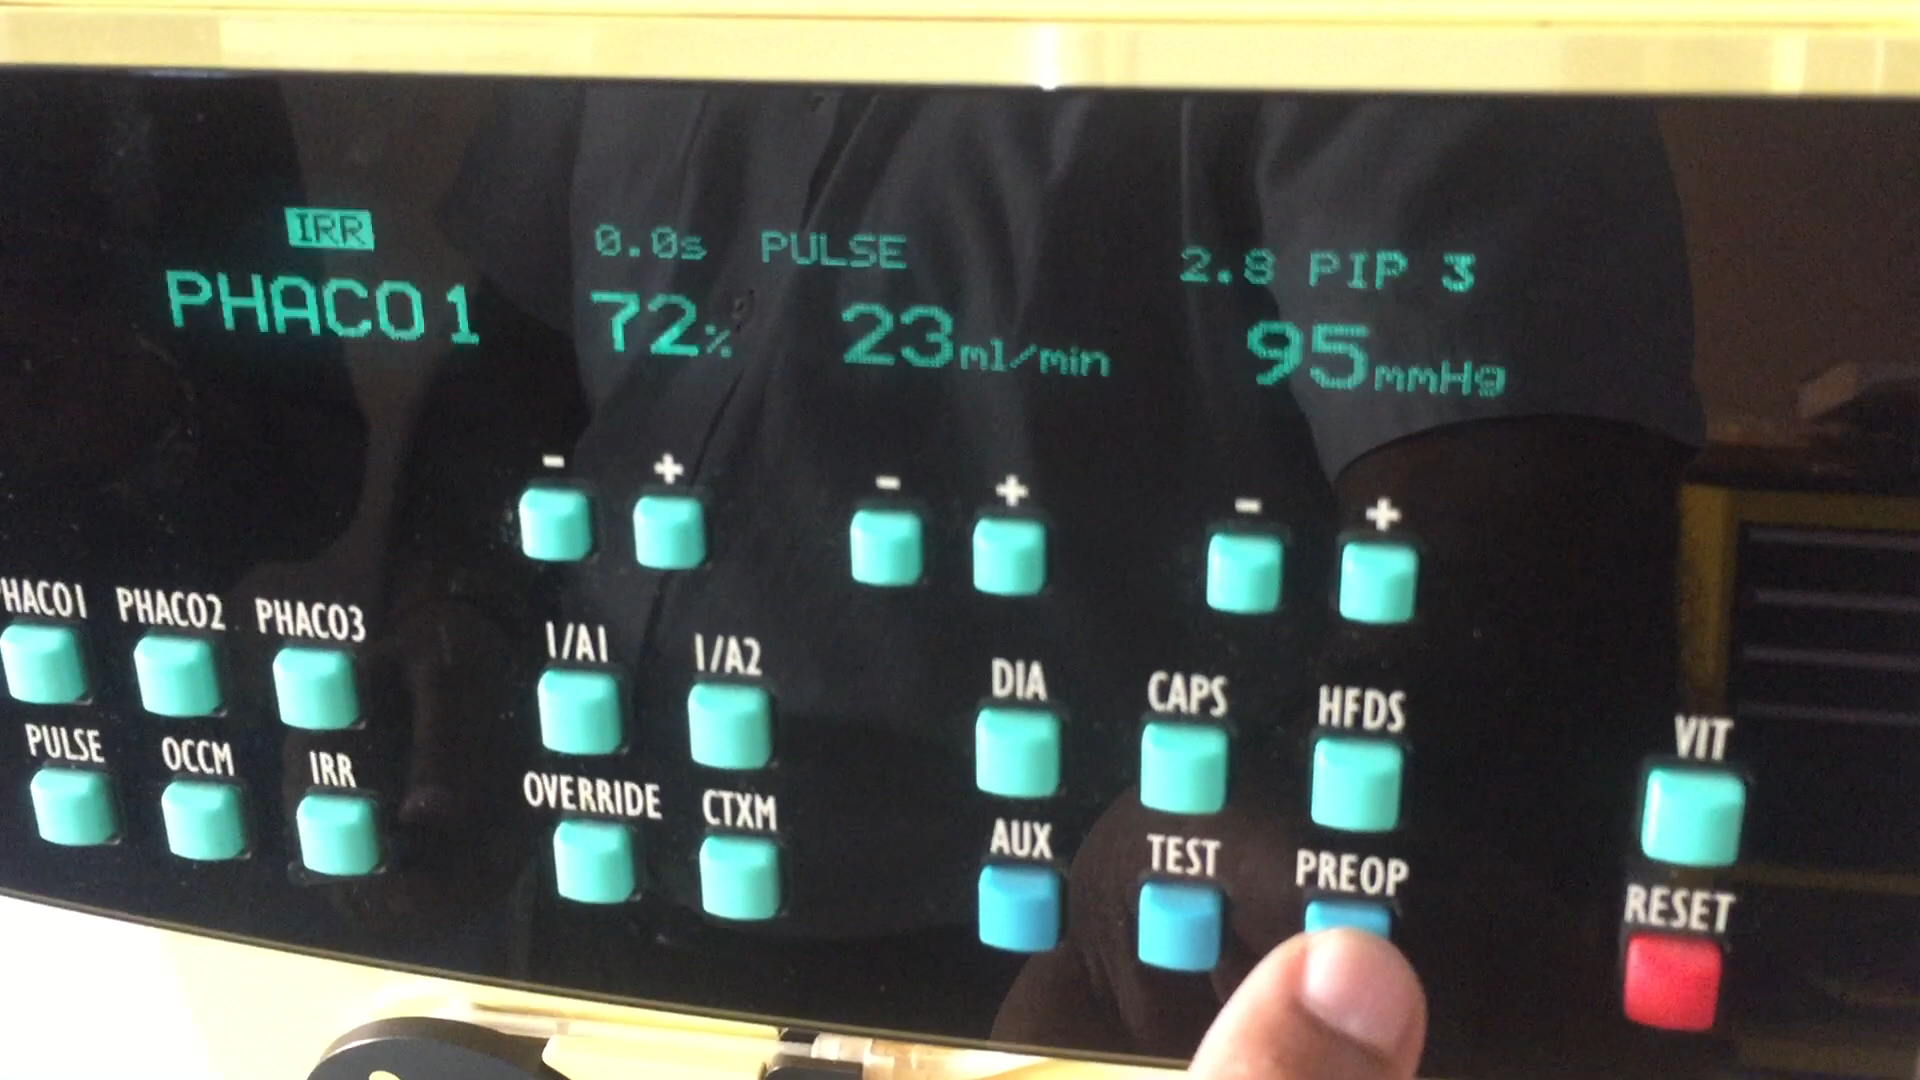 IRR 0.0s PULSE 2.8 PIP 3
PHACO 1 72% 23ml/min 95mmHg
- + - + - +
PHACO1 PHACO2 PHACO3 I/A1 I/A2 DIA CAPS HFDS VIT
PULSE OCCM IRR OVERRIDE CTXM AUX TEST PREOP RESET